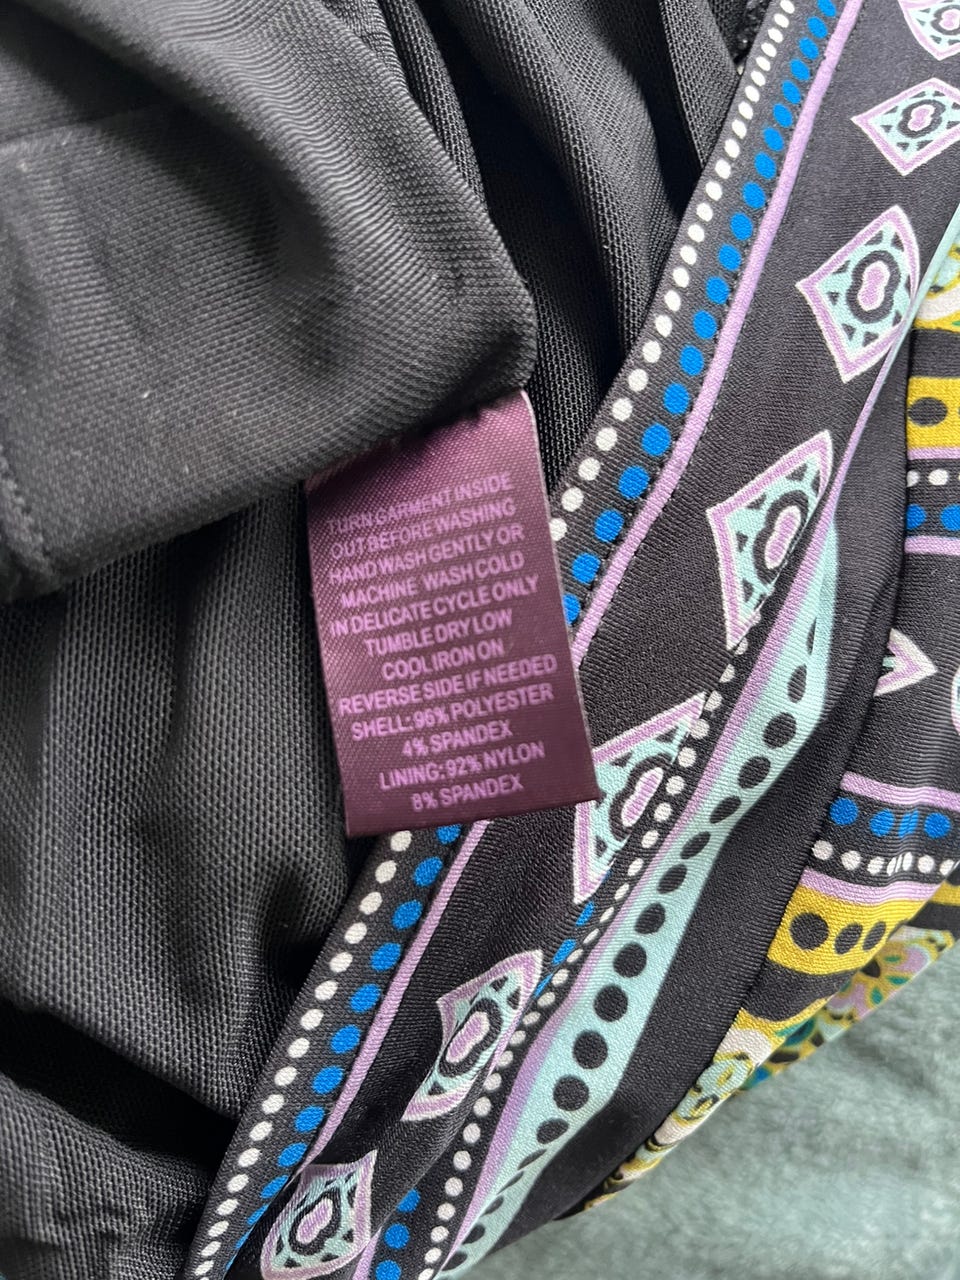 TURN GARMENT INSIDE
OUT BEFORE WASHING
HAND WASH GENTLY OR
MACHINE WASH COLD
IN DELICATE CYCLE ONLY
TUMBLE DRY LOW
COOL IRON ON
REVERSE SIDE IF NEEDED
SHELL:96% POLYESTER
4% SPANDEX
LINING:92% NYLON
8% SPANDEX